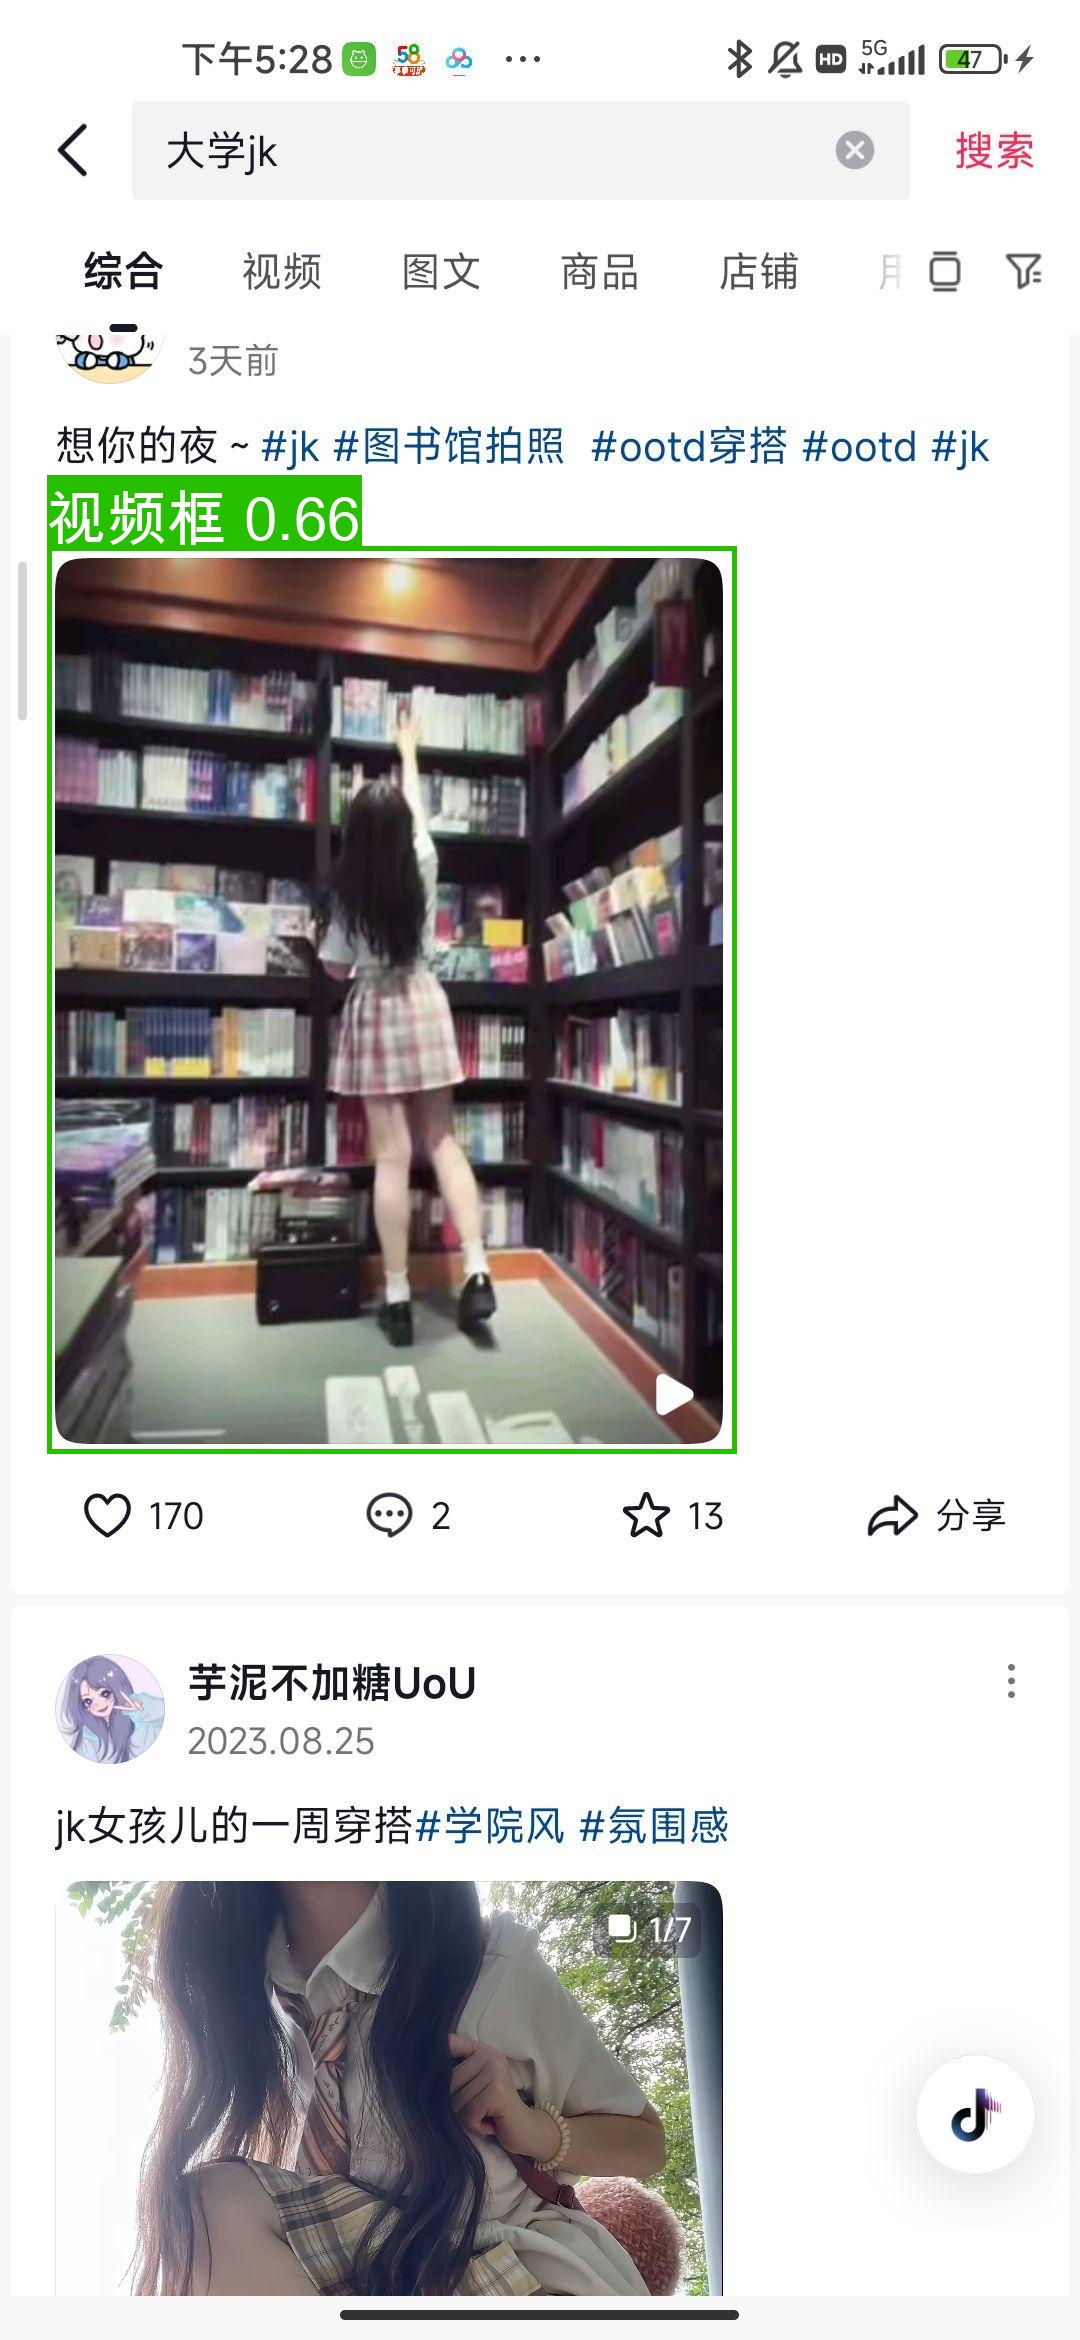 下午5:28
58
HD
5G
47
大学jk
搜索
综合
视频
图文
商品
店铺
3天前
想你的夜 ~ #jk #图书馆拍照 #ootd穿搭 #ootd #jk
视频框 0.66
170
2
13
分享
芋泥不加糖UoU
2023.08.25
jk女孩儿的一周穿搭#学院风 #氛围感
1/7